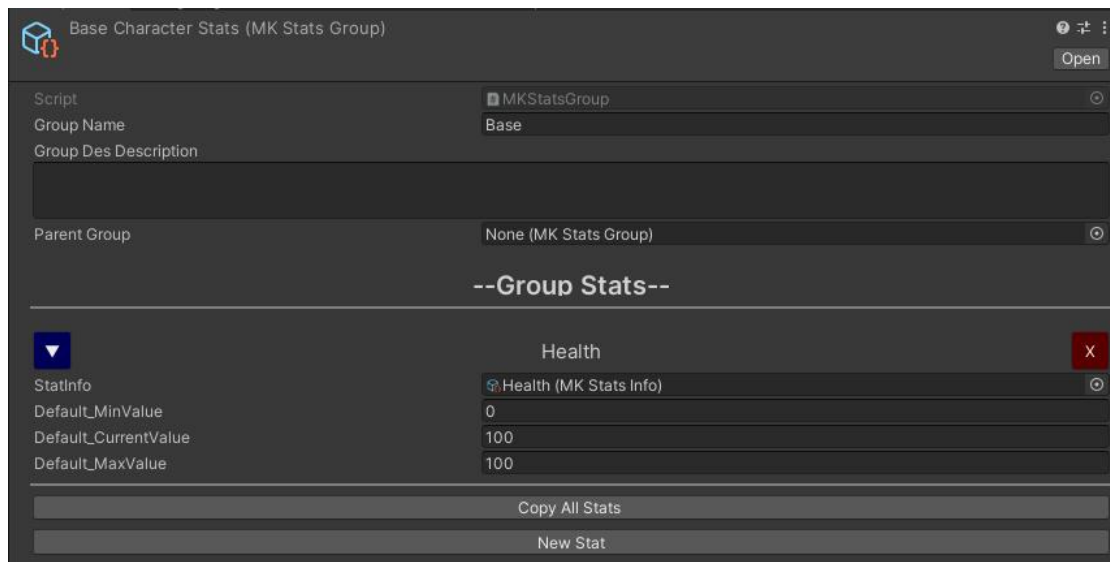 Base Character Stats (MK Stats Group)
Open
Script MKStatsGroup
Group Name Base
Group Des Description
Parent Group None (MK Stats Group)
--Group Stats--
▼ Health X
StatInfo Health (MK Stats Info)
Default_MinValue 0
Default_CurrentValue 100
Default_MaxValue 100
Copy All Stats
New Stat